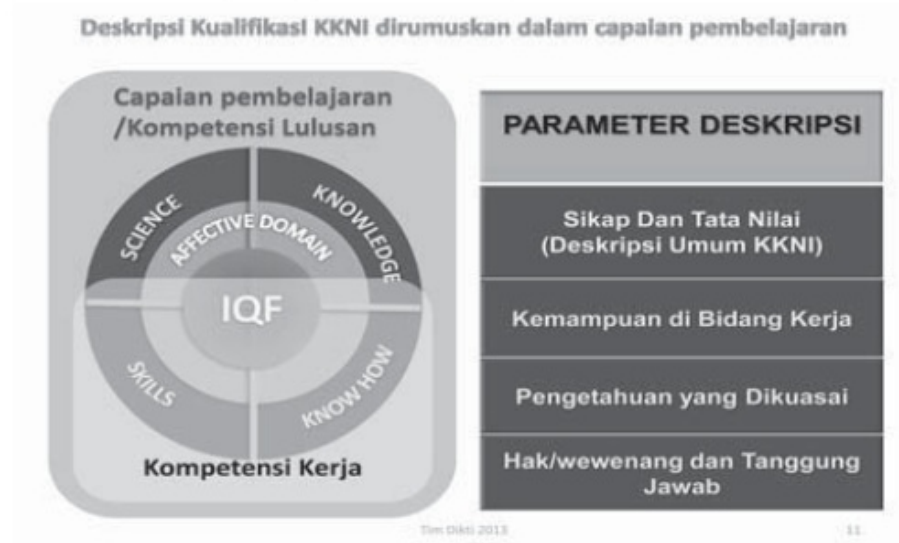 Deskripsi Kualifikasi KKNI dirumuskan dalam capaian pembelajaran
Capaian pembelajaran
/Kompetensi Lulusan
SCIENCE
KNOWLEDGE
AFFECTIVE DOMAIN
IQF
SKILLS
KNOW HOW
Kompetensi Kerja
PARAMETER DESKRIPSI
Sikap Dan Tata Nilai
(Deskripsi Umum KKNI)
Kemampuan di Bidang Kerja
Pengetahuan yang Dikuasai
Hak/wewenang dan Tanggung
Jawab
Tim Dikti 2013
11